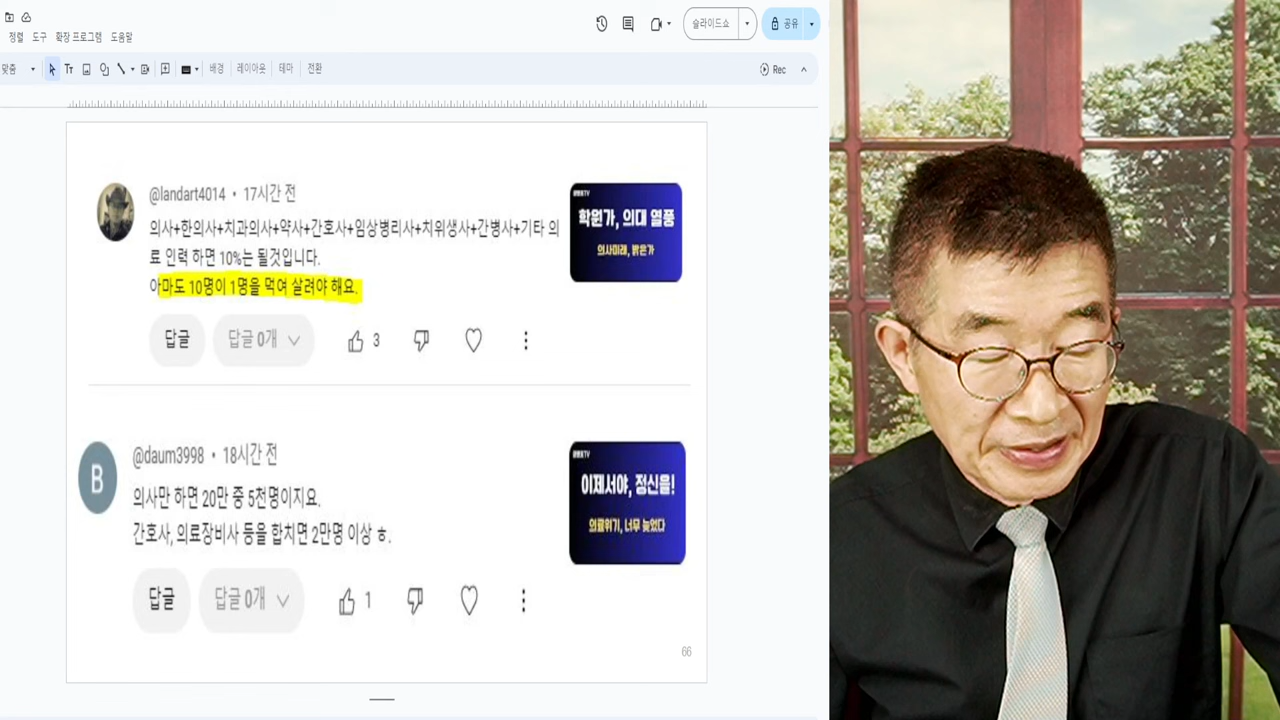 정렬 도구 확장 프로그램 도움말
슬라이드쇼
공유
맞춤
배경 레이아웃 테마 전환
Rec
@landart4014 • 17시간 전
의사+한의사+치과의사+약사+간호사+임상병리사+치위생사+간병사+기타 의
료 인력 하면 10%는 될것입니다.
아마도 10명이 1명을 먹여 살려야 해요.
답글 답글 0개 3
학원가, 의대 열풍
의사미래, 밝은가
@daum3998 • 18시간 전
B
의사만 하면 20만 중 5천명이지요.
간호사, 의료장비사 등을 합치면 2만명 이상 ㅎ.
답글 답글 0개 1
이제서야, 정신을!
의료위기, 너무 늦었다
66